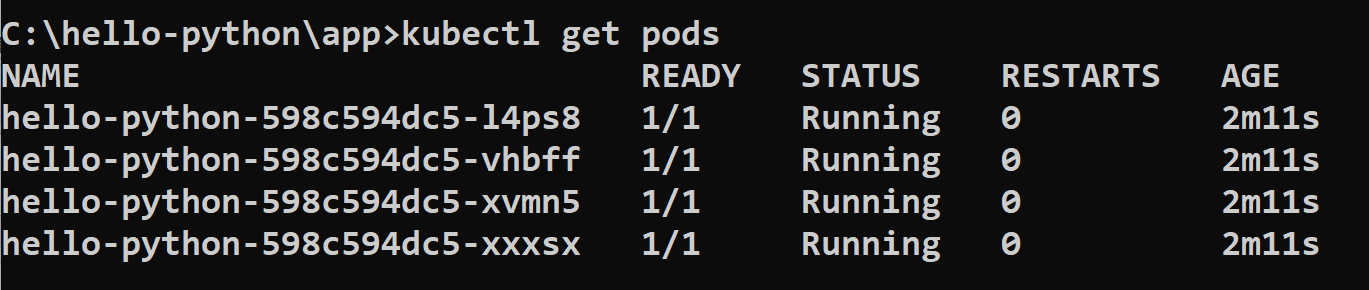 C:\hello-python\app>kubectl get pods
NAME                            READY   STATUS    RESTARTS   AGE
hello-python-598c594dc5-l4ps8   1/1     Running   0          2m11s
hello-python-598c594dc5-vhbff   1/1     Running   0          2m11s
hello-python-598c594dc5-xvmn5   1/1     Running   0          2m11s
hello-python-598c594dc5-xxxsx   1/1     Running   0          2m11s